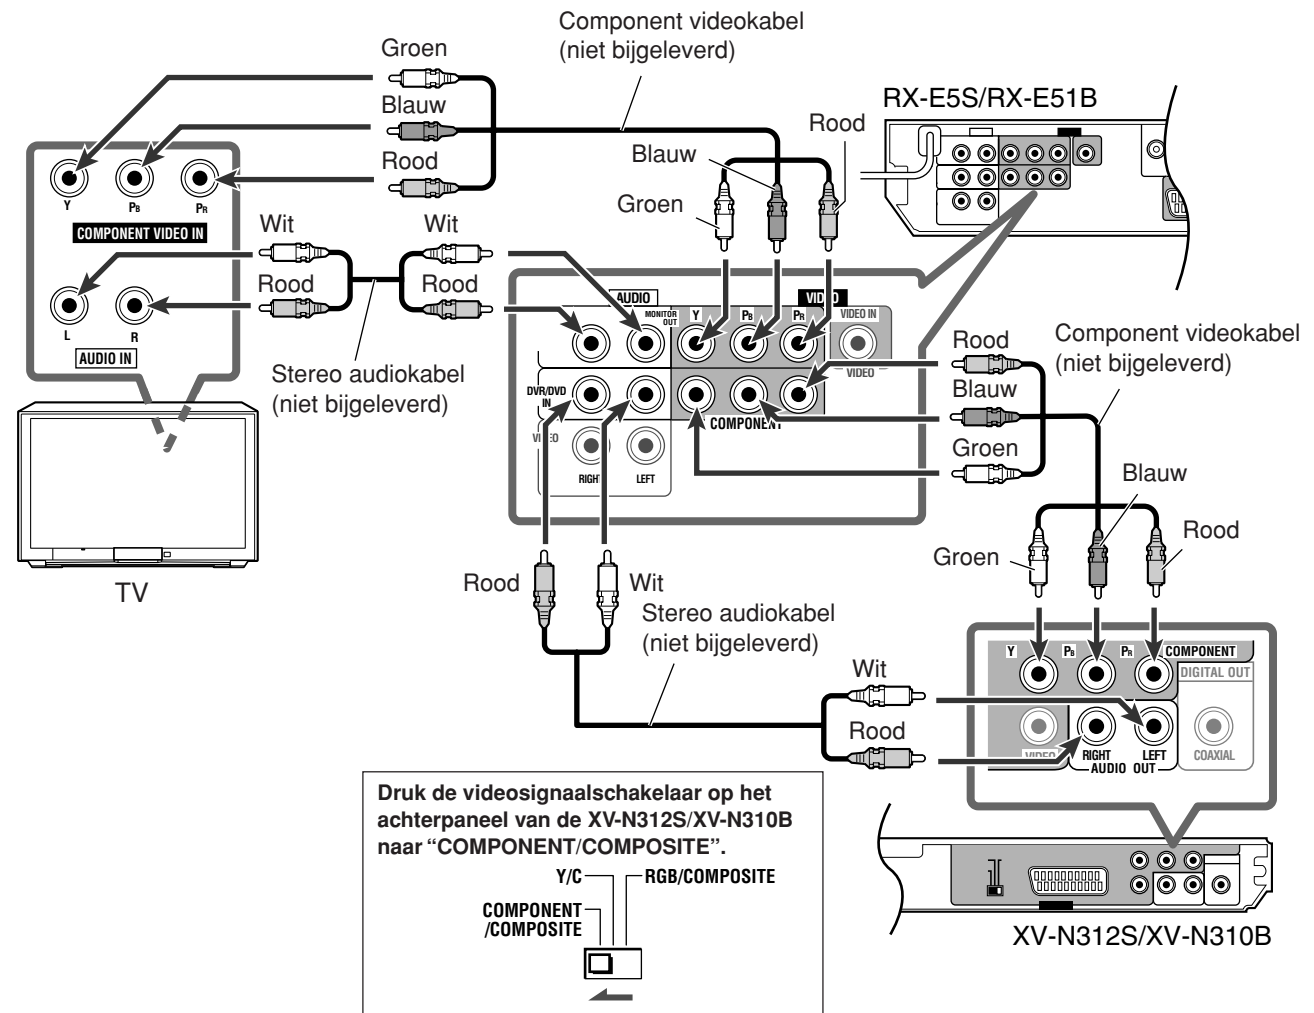 Component videokabel
(niet bijgeleverd)
Groen
Blauw
Rood
RX-E5S/RX-E51B
Rood
Blauw
Groen
Y PB PR
COMPONENT VIDEO IN
Wit
Rood
Wit
Rood
L R
AUDIO IN
Stereo audiokabel
(niet bijgeleverd)
TV
AUDIO
VIDEO
MONITOR
OUT
Y PB PR
VIDEO IN
VIDEO
DVR/DVD
IN
COMPONENT
VIDEO
RIGHT LEFT
Component videokabel
(niet bijgeleverd)
Rood
Blauw
Groen
Blauw
Groen
Rood
Rood
Wit
Stereo audiokabel
(niet bijgeleverd)
Wit
Rood
Y PB PR COMPONENT
DIGITAL OUT
VIDEO
RIGHT LEFT
AUDIO OUT
COAXIAL
Druk de videosignaalschakelaar op het
achterpaneel van de XV-N312S/XV-N310B
naar “COMPONENT/COMPOSITE”.
Y/C
RGB/COMPOSITE
COMPONENT
/COMPOSITE
XV-N312S/XV-N310B